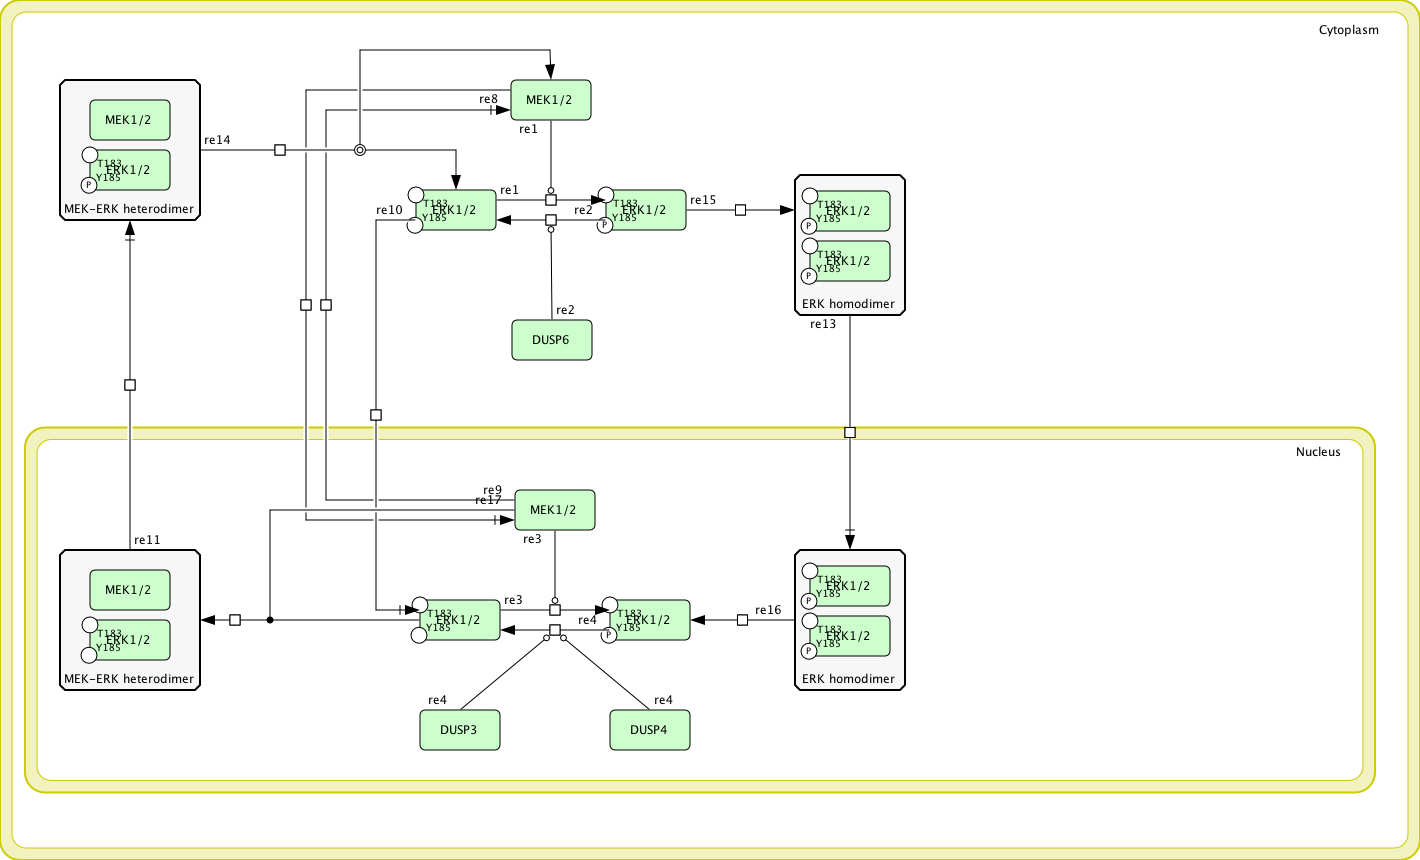 Cytoplasm
MEK1/2
re8
MEK1/2
re1
re14
T183
ERK1/2
Y185
P
MEK-ERK heterodimer
re10
T183
ERK1/2
Y185
re1
re2
T183
ERK1/2
Y185
P
re15
T183
ERK1/2
Y185
P
T183
ERK1/2
Y185
P
ERK homodimer
re2
DUSP6
re13
Nucleus
re9
re17
MEK1/2
re3
re11
MEK1/2
T183
ERK1/2
Y185
MEK-ERK heterodimer
T183
ERK1/2
Y185
re3
re4
T183
ERK1/2
Y185
P
re16
T183
ERK1/2
Y185
P
T183
ERK1/2
Y185
P
ERK homodimer
re4
DUSP3
re4
DUSP4